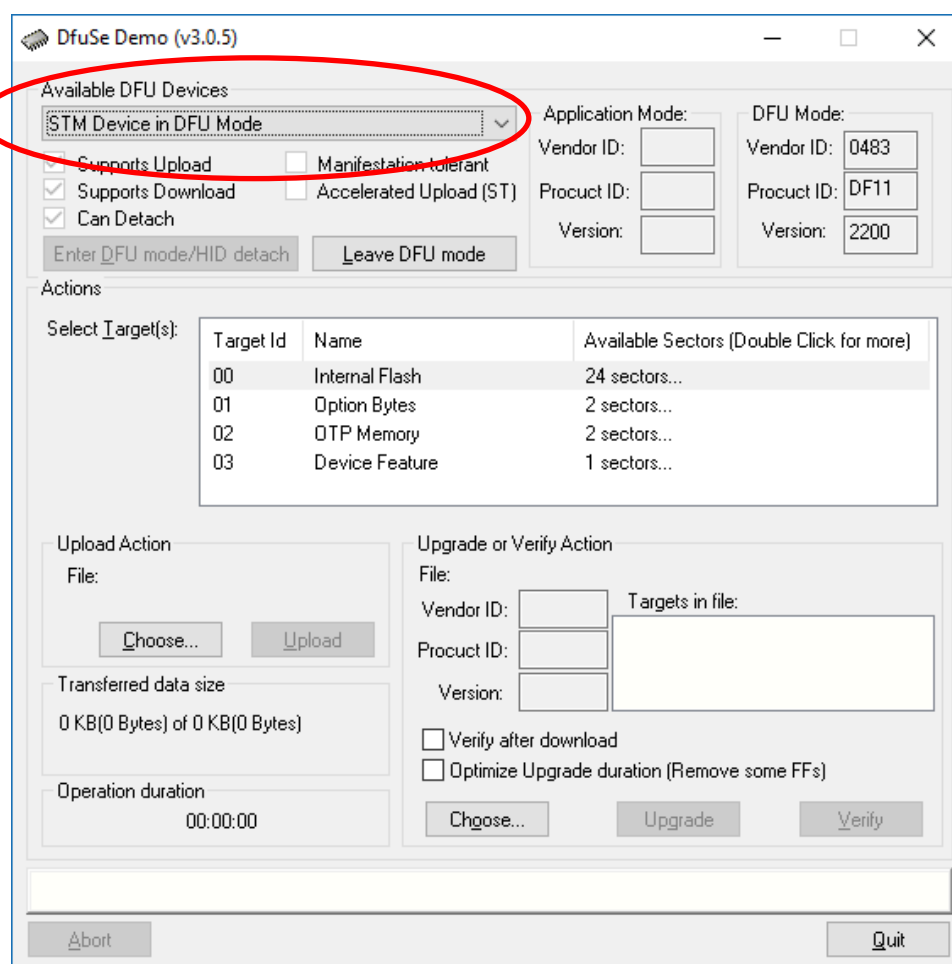 DfuSe Demo (v3.0.5)
Available DFU Devices
STM Device in DFU Mode
Supports Upload
Manifestation tolerant
Supports Download
Accelerated Upload (ST)
Can Detach
Enter DFU mode/HID detach
Leave DFU mode
Application Mode:
Vendor ID:
Procuct ID:
Version:
DFU Mode:
Vendor ID: 0483
Procuct ID: DF11
Version: 2200
Actions
Select Target(s):
Target Id Name Available Sectors (Double Click for more)
00 Internal Flash 24 sectors...
01 Option Bytes 2 sectors...
02 OTP Memory 2 sectors...
03 Device Feature 1 sectors...
Upload Action
File:
Choose... Upload
Transferred data size
0 KB(0 Bytes) of 0 KB(0 Bytes)
Operation duration
00:00:00
Upgrade or Verify Action
File:
Vendor ID:
Procuct ID:
Version:
Targets in file:
Verify after download
Optimize Upgrade duration (Remove some FFs)
Choose... Upgrade Verify
Abort Quit